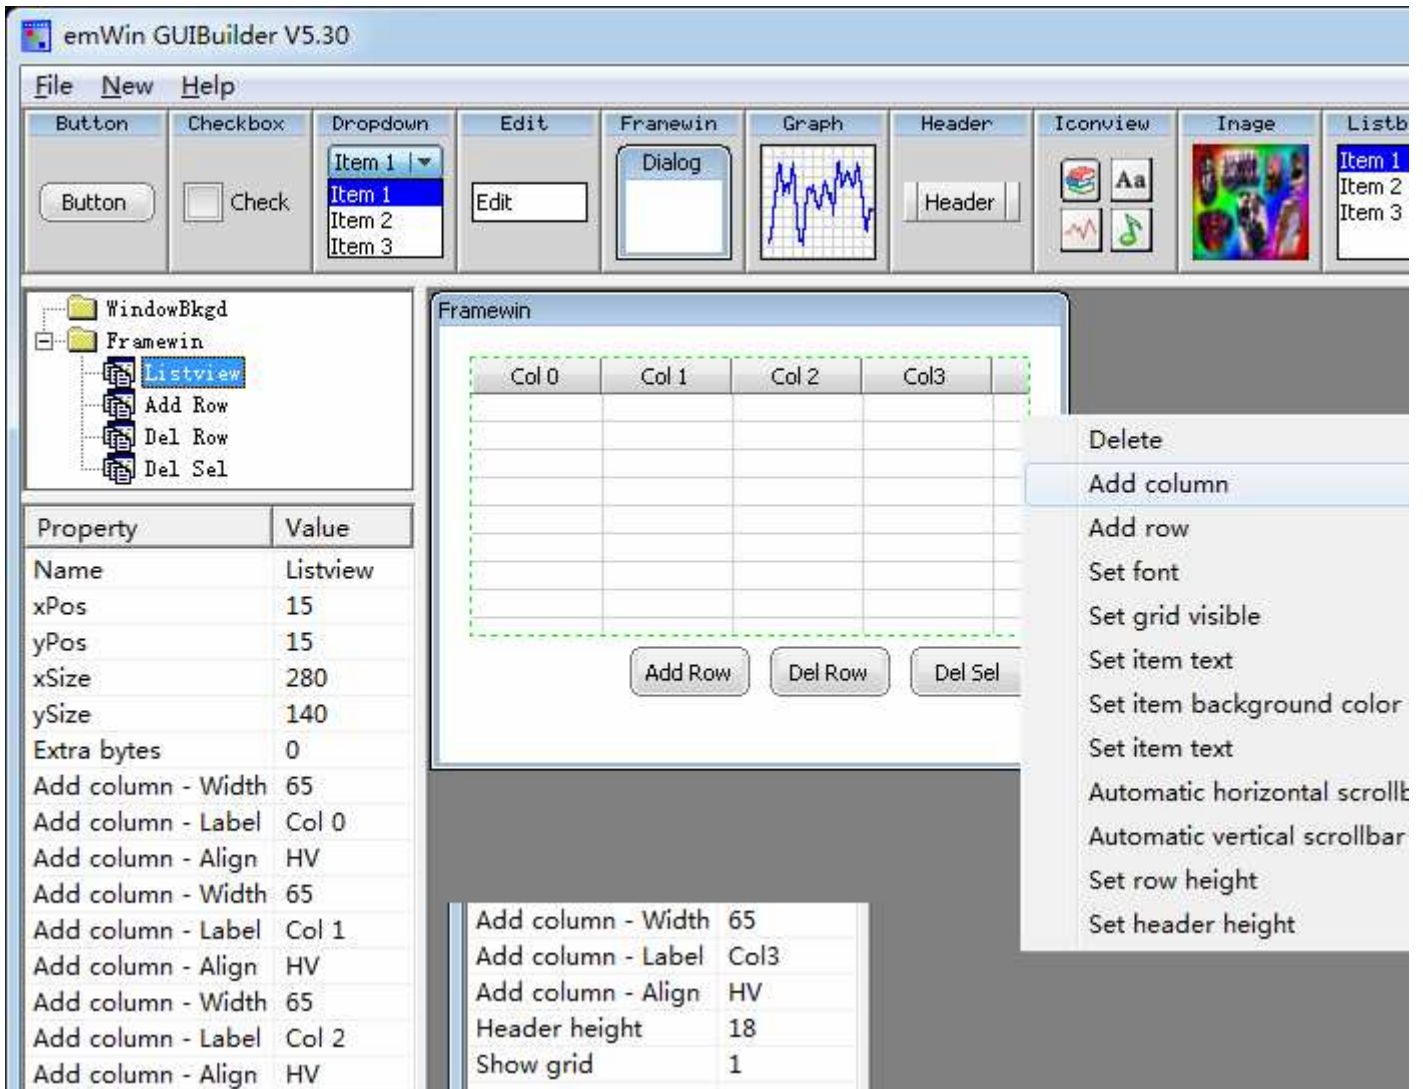 emWin GUIBuilder V5.30
File New Help
Button Checkbox Dropdown Edit Framewin Graph Header Iconview Image Listb
Button
Check
Item 1
Item 1
Item 2
Item 3
Edit
Dialog
Header
Aa
Item 1
Item 2
Item 3
WindowBkgd
Framewin
Listview
Add Row
Del Row
Del Sel
Property Value
Name Listview
xPos 15
yPos 15
xSize 280
ySize 140
Extra bytes 0
Add column - Width 65
Add column - Label Col 0
Add column - Align HV
Add column - Width 65
Add column - Label Col 1
Add column - Align HV
Add column - Width 65
Add column - Label Col 2
Add column - Align HV
Framewin
Col 0 Col 1 Col 2 Col3
Add Row Del Row Del Sel
Delete
Add column
Add row
Set font
Set grid visible
Set item text
Set item background color
Set item text
Automatic horizontal scrollb
Automatic vertical scrollbar
Set row height
Set header height
Add column - Width 65
Add column - Label Col3
Add column - Align HV
Header height 18
Show grid 1